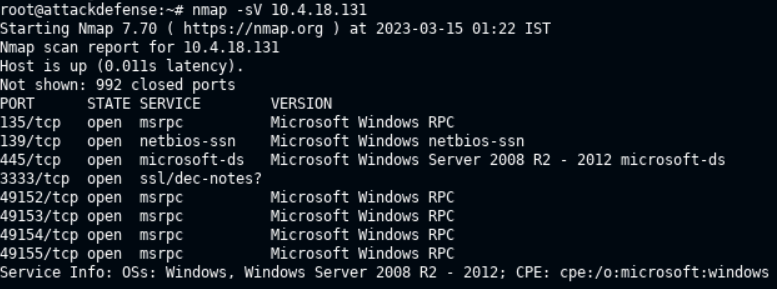 root@attackdefense:~# nmap -sV 10.4.18.131
Starting Nmap 7.70 ( https://nmap.org ) at 2023-03-15 01:22 IST
Nmap scan report for 10.4.18.131
Host is up (0.011s latency).
Not shown: 992 closed ports
PORT      STATE SERVICE        VERSION
135/tcp   open  msrpc          Microsoft Windows RPC
139/tcp   open  netbios-ssn    Microsoft Windows netbios-ssn
445/tcp   open  microsoft-ds   Microsoft Windows Server 2008 R2 - 2012 microsoft-ds
3333/tcp  open  ssl/dec-notes?
49152/tcp open  msrpc          Microsoft Windows RPC
49153/tcp open  msrpc          Microsoft Windows RPC
49154/tcp open  msrpc          Microsoft Windows RPC
49155/tcp open  msrpc          Microsoft Windows RPC
Service Info: OSs: Windows, Windows Server 2008 R2 - 2012; CPE: cpe:/o:microsoft:windows